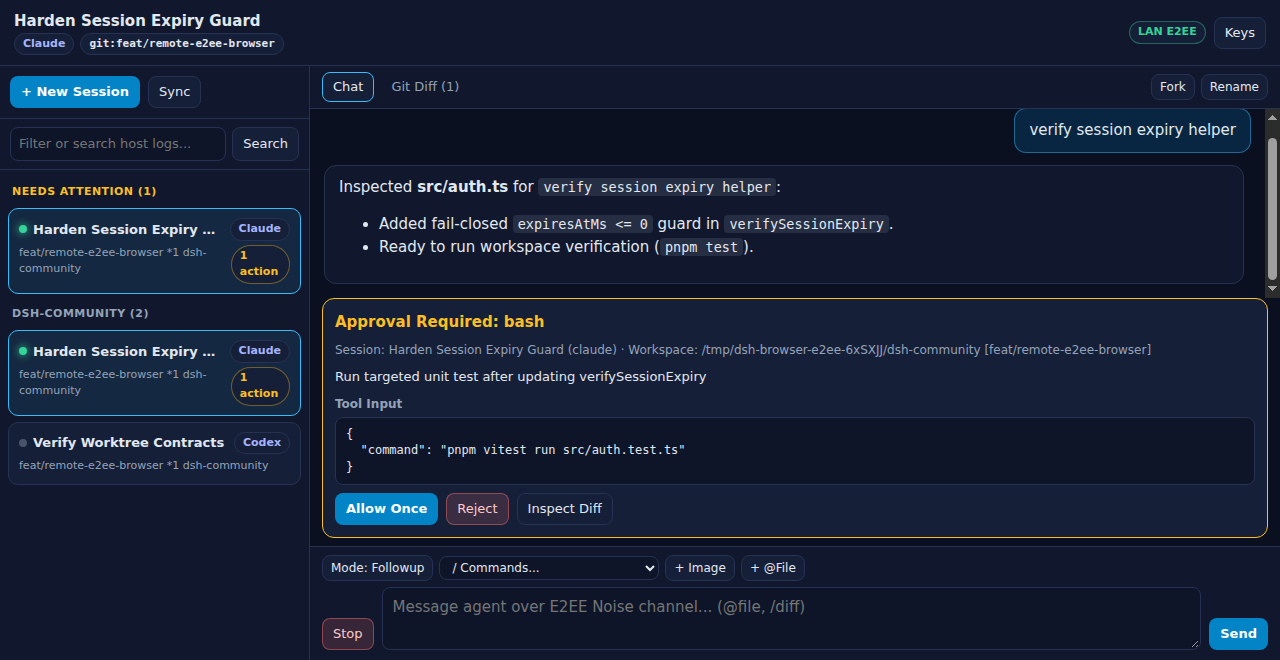 Harden Session Expiry Guard
Claude
git:feat/remote-e2ee-browser
LAN E2EE
Keys
+ New Session
Sync
Filter or search host logs...
Search
NEEDS ATTENTION (1)
Harden Session Expiry ...
Claude
feat/remote-e2ee-browser *1 dsh-
community
1
action
DSH-COMMUNITY (2)
Harden Session Expiry ...
Claude
feat/remote-e2ee-browser *1 dsh-
community
1
action
Verify Worktree Contracts
Codex
feat/remote-e2ee-browser *1 dsh-community
Chat
Git Diff (1)
Fork
Rename
verify session expiry helper
Inspected src/auth.ts for verify session expiry helper:
• Added fail-closed expiresAtMs <= 0 guard in verifySessionExpiry.
• Ready to run workspace verification (pnpm test).
Approval Required: bash
Session: Harden Session Expiry Guard (claude) · Workspace: /tmp/dsh-browser-e2ee-6xSXJJ/dsh-community [feat/remote-e2ee-browser]
Run targeted unit test after updating verifySessionExpiry
Tool Input
{
"command": "pnpm vitest run src/auth.test.ts"
}
Allow Once
Reject
Inspect Diff
Mode: Followup
/ Commands...
+ Image
+ @File
Message agent over E2EE Noise channel... (@file, /diff)
Stop
Send